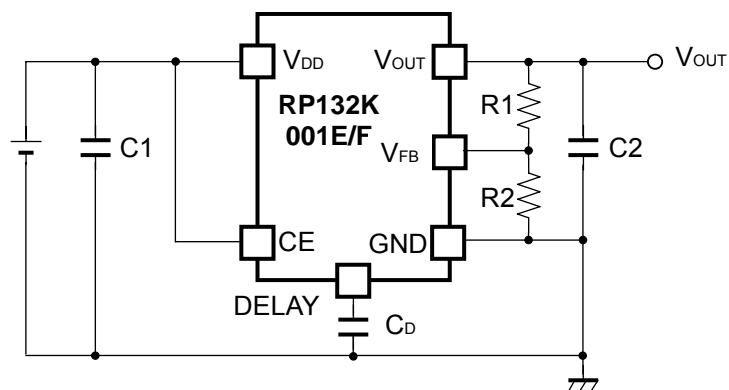 VDD
VOUT
VOUT
RP132K
001E/F
R1
C1
VFB
C2
R2
CE
GND
DELAY
CD